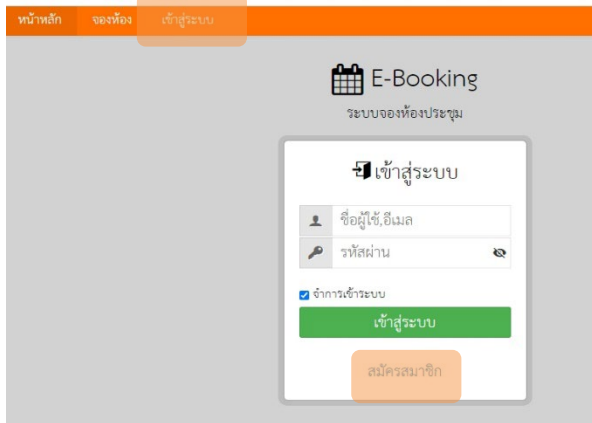 หน้าหลัก จองห้อง เข้าสู่ระบบ
E-Booking
ระบบจองห้องประชุม
เข้าสู่ระบบ
ชื่อผู้ใช้,อีเมล
รหัสผ่าน
จำการเข้าระบบ
เข้าสู่ระบบ
สมัครสมาชิก